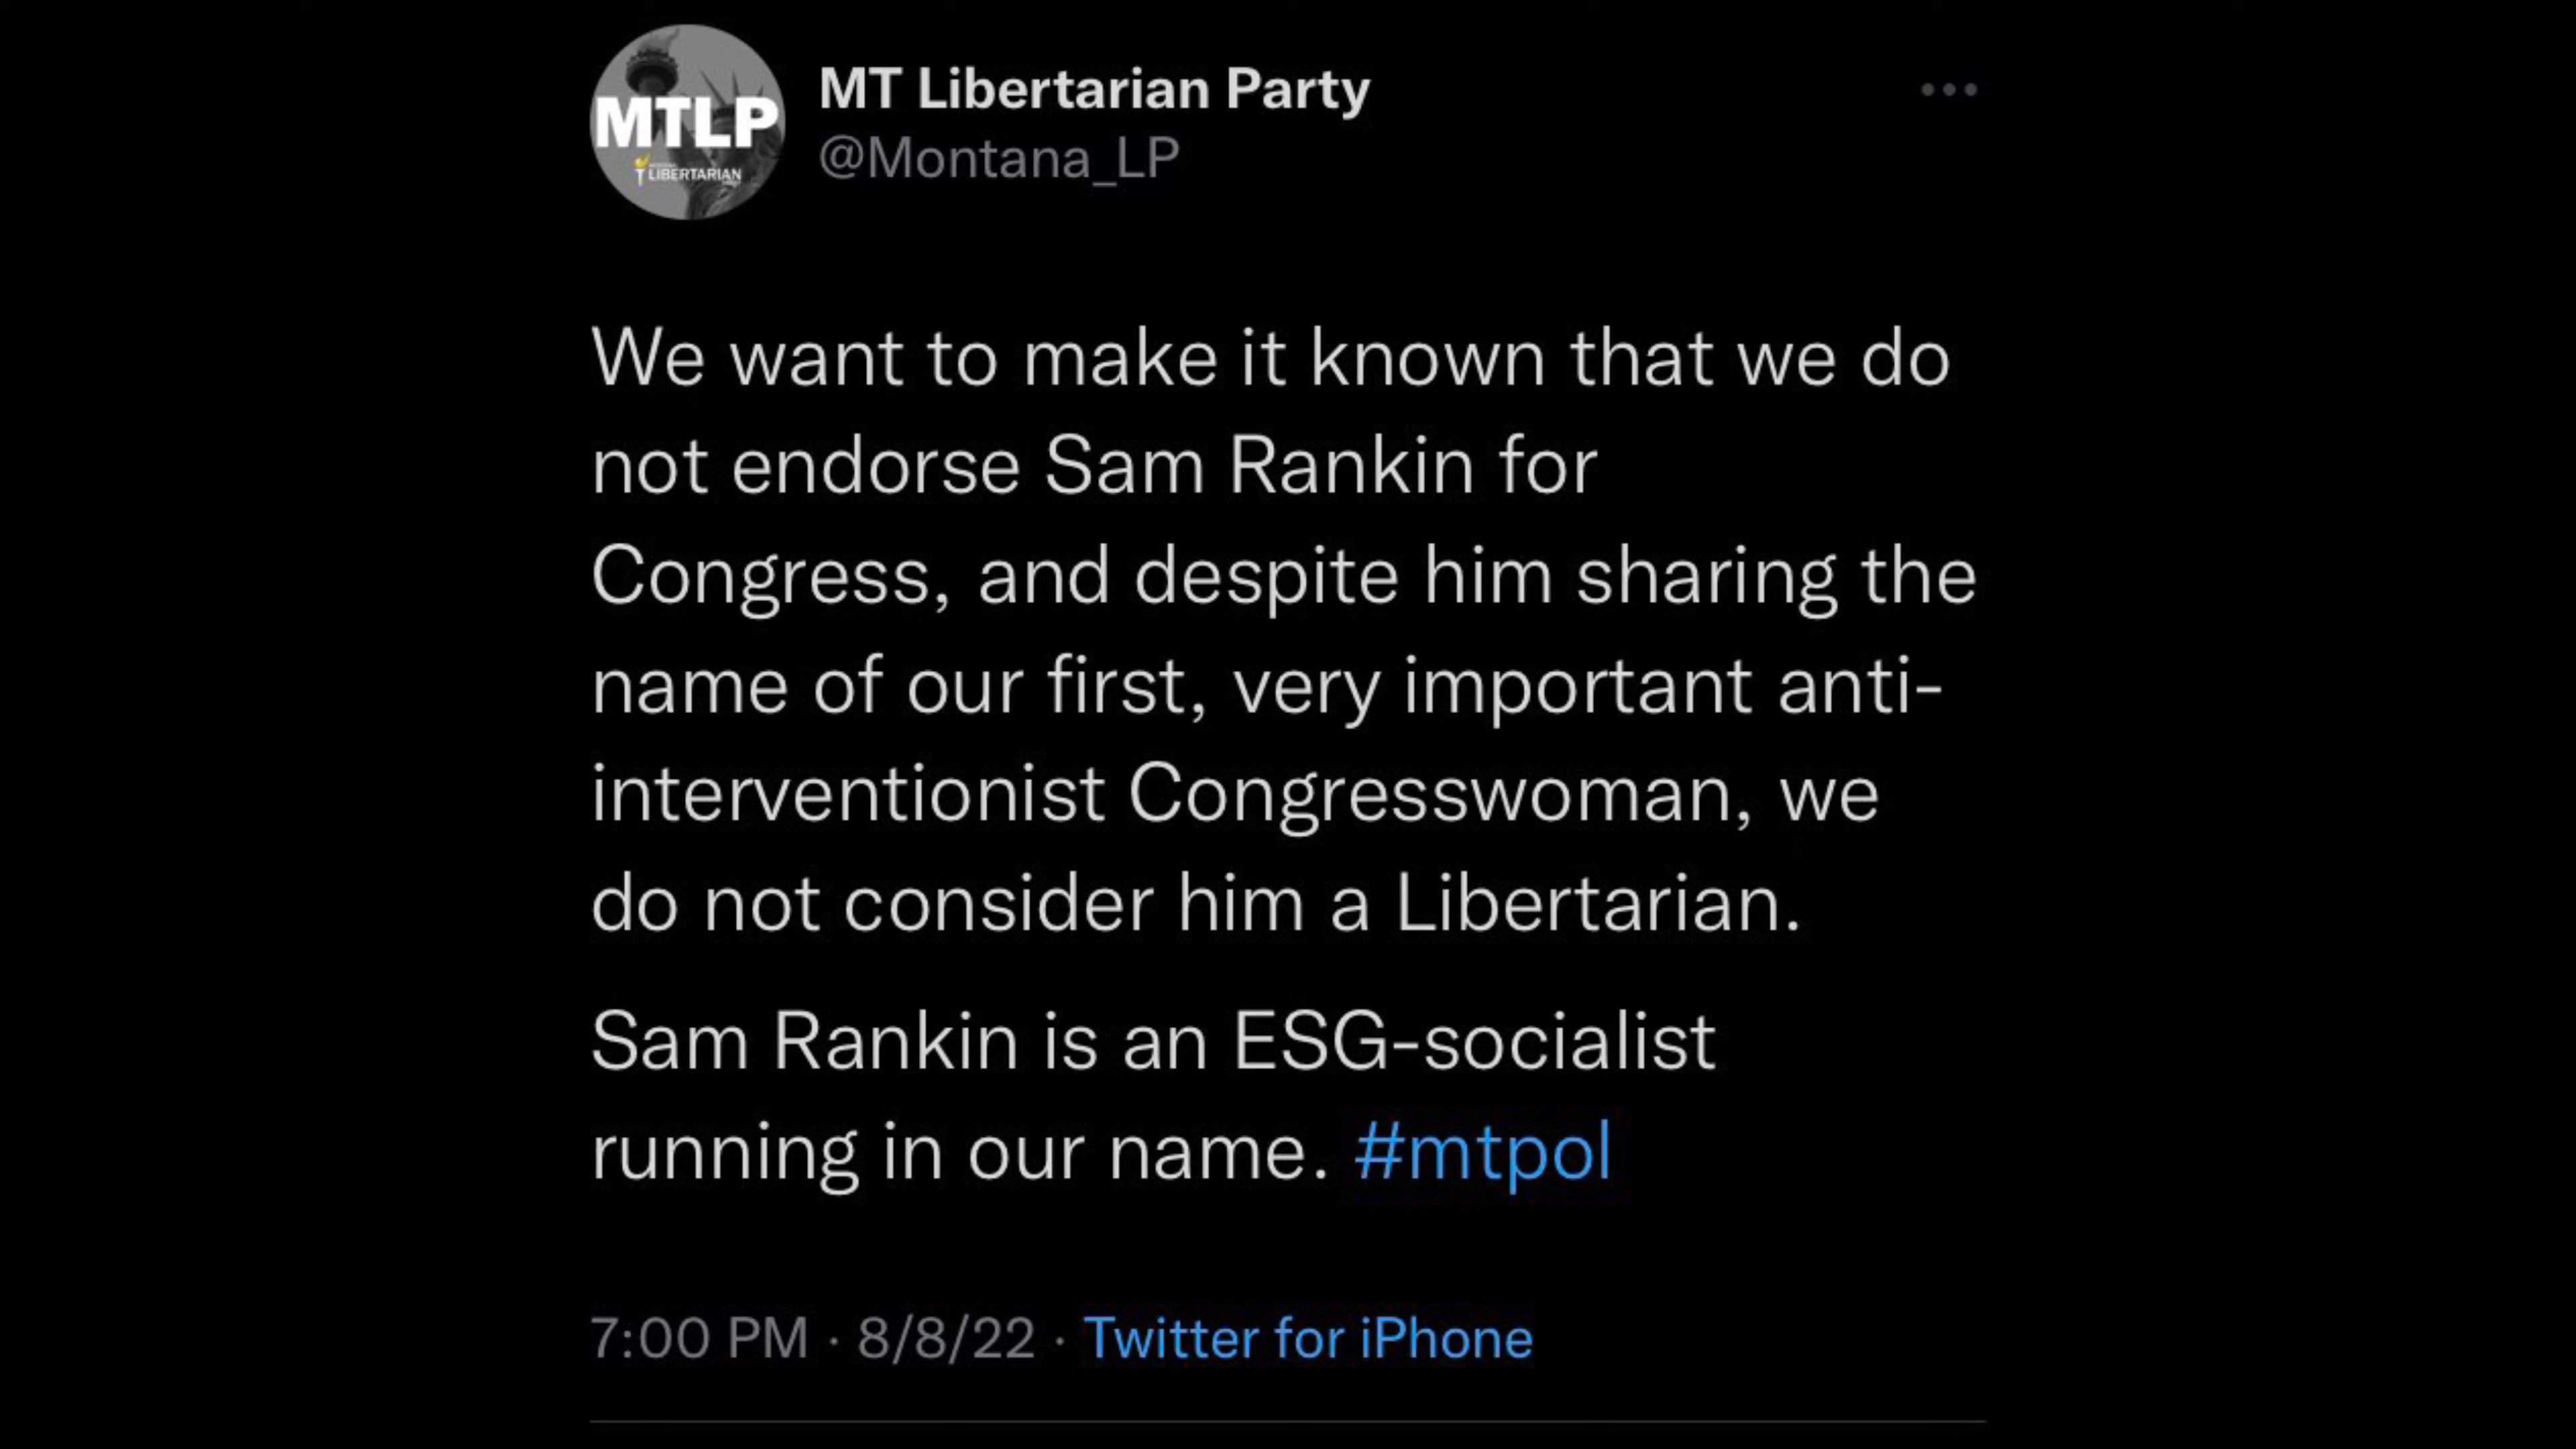 MTLP
LIBERTARIAN
MT Libertarian Party
@Montana_LP
We want to make it known that we do
not endorse Sam Rankin for
Congress, and despite him sharing the
name of our first, very important anti-
interventionist Congresswoman, we
do not consider him a Libertarian.
Sam Rankin is an ESG-socialist
running in our name. #mtpol
7:00 PM · 8/8/22 · Twitter for iPhone